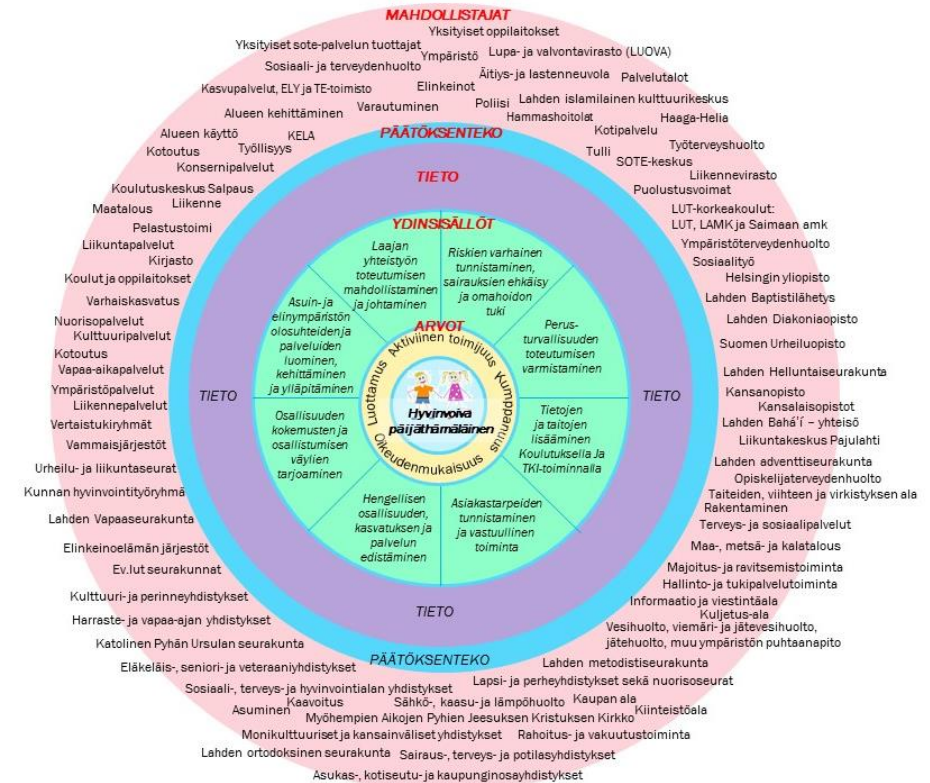 MAHDOLLISTAJAT
Yksityiset oppilaitokset
Yksityiset sote-palvelun tuottajat
Ympäristö
Lupa- ja valvontavirasto (LUOVA)
Sosiaali- ja terveydenhuolto
Äitiys- ja lastenneuvola
Palvelutalot
Kasvupalvelut, ELY ja TE-toimisto
Elinkeinot
Varautuminen
Poliisi
Lahden islamilainen kulttuurikeskus
Alueen kehittäminen
Hammashoitolat
Haaga-Helia
Alueen käyttö
KELA
PÄÄTÖKSENTEKO
Kotipalvelu
Kotoutus
Työllisyys
Tulli
Työterveyshuolto
Konsernipalvelut
SOTE-keskus
TIETO
Liikennevirasto
Koulutuskeskus Salpaus
Puolustusvoimat
Maatalous
Liikenne
LUT-korkeakoulut:
LUT, LAMK ja Saimaan amk
Pelastustoimi
YDINSISÄLLÖT
Liikuntapalvelut
Ympäristöterveydenhuolto
Kirjasto
Sosiaalityö
Koulut ja oppilaitokset
Helsingin yliopisto
Varhaiskasvatus
Lahden Baptistilähetys
Nuorisopalvelut
Lahden Diakoniaopisto
Kulttuuripalvelut
Suomen Urheiluopisto
Kotoutus
Vapaa-aikapalvelut
Lahden Helluntaiseurakunta
Ympäristöpalvelut
Kansanopisto
Liikennepalvelut
Kansalaisopistot
Vertaistukiryhmät
Lahden Bahá´í – yhteisö
Vammaisjärjestöt
Liikuntakeskus Pajulahti
Urheilu- ja liikuntaseurat
Lahden adventtiseurakunta
Opiskelijaterveydenhuolto
Kunnan hyvinvointityöryhmä
Taiteiden, viihteen ja virkistyksen ala
Rakentaminen
Lahden Vapaaseurakunta
Terveys- ja sosiaalipalvelut
Elinkeinoelämän järjestöt
Maa-, metsä- ja kalatalous
Ev.lut seurakunnat
Majoitus- ja ravitsemistoiminta
Hallinto- ja tukipalvelutoiminta
Kulttuuri- ja perinneyhdistykset
Informaatio ja viestintäala
Kuljetus-ala
Harraste- ja vapaa-ajan yhdistykset
Vesihuolto, viemäri- ja jätevesihuolto,
jätehuolto, muu ympäristön puhtaanapito
Katolinen Pyhän Ursulan seurakunta
Eläkeläis-, seniori- ja veteraaniyhdistykset
PÄÄTÖKSENTEKO
Lahden metodistiseurakunta
Sosiaali-, terveys- ja hyvinvointialan yhdistykset
Lapsi- ja perheyhdistykset sekä nuorisoseurat
Asuminen
Kaavoitus
Sähkö-, kaasu- ja lämpöhuolto
Kaupan ala
Kiinteistöala
Myöhempien Aikojen Pyhien Jeesuksen Kristuksen Kirkko
Monikulttuuriset ja kansainväliset yhdistykset
Rahoitus- ja vakuutustoiminta
Lahden ortodoksinen seurakunta
Sairaus-, terveys- ja potilasyhdistykset
Asukas-, kotiseutu- ja kaupunginosayhdistykset
TIETO
TIETO
TIETO
Laajan
yhteistyön
toteutumisen
mahdollistaminen
ja johtaminen
Riskien varhainen
tunnistaminen,
sairauksien ehkäisy
ja omahoidon
tuki
Perus-
turvallisuuden
toteutumisen
varmistaminen
Tietojen
ja taitojen
lisääminen
Koulutuksella Ja
TKI-toiminnalla
Asiakastarpeiden
tunnistaminen
ja vastuullinen
toiminta
Hengellisen
osallisuuden,
kasvatuksen ja
palvelun
edistäminen
Osallisuuden
kokemusten ja
osallistumisen
väylien
tarjoaminen
Asuin- ja
elinympäristön
olosuhteiden ja
palveluiden
luominen,
kehittäminen
ja ylläpitäminen
ARVOT
Aktiivinen toimijuus
Kumppanuus
Oikeudenmukaisuus
Luottamus
Hyvinvoiva
päijäthämäläinen